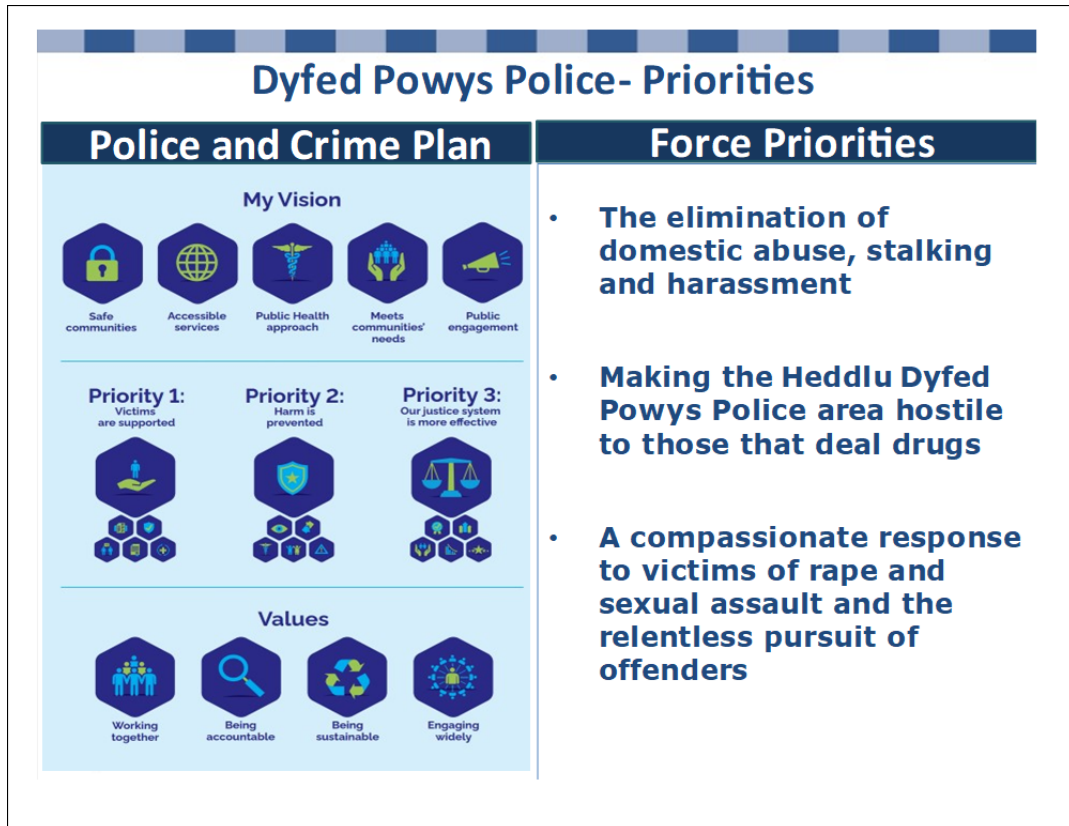 Dyfed Powys Police- Priorities
Police and Crime Plan
My Vision
Safe
communities
Accessible
services
Public Health
approach
Meets
communities'
needs
Public
engagement
Priority 1:
Victims
are supported
Priority 2:
Harm is
prevented
Priority 3:
Our justice system
is more effective
Values
Working
together
Being
accountable
Being
sustainable
Engaging
widely
Force Priorities
• The elimination of
domestic abuse, stalking
and harassment
• Making the Heddlu Dyfed
Powys Police area hostile
to those that deal drugs
• A compassionate response
to victims of rape and
sexual assault and the
relentless pursuit of
offenders